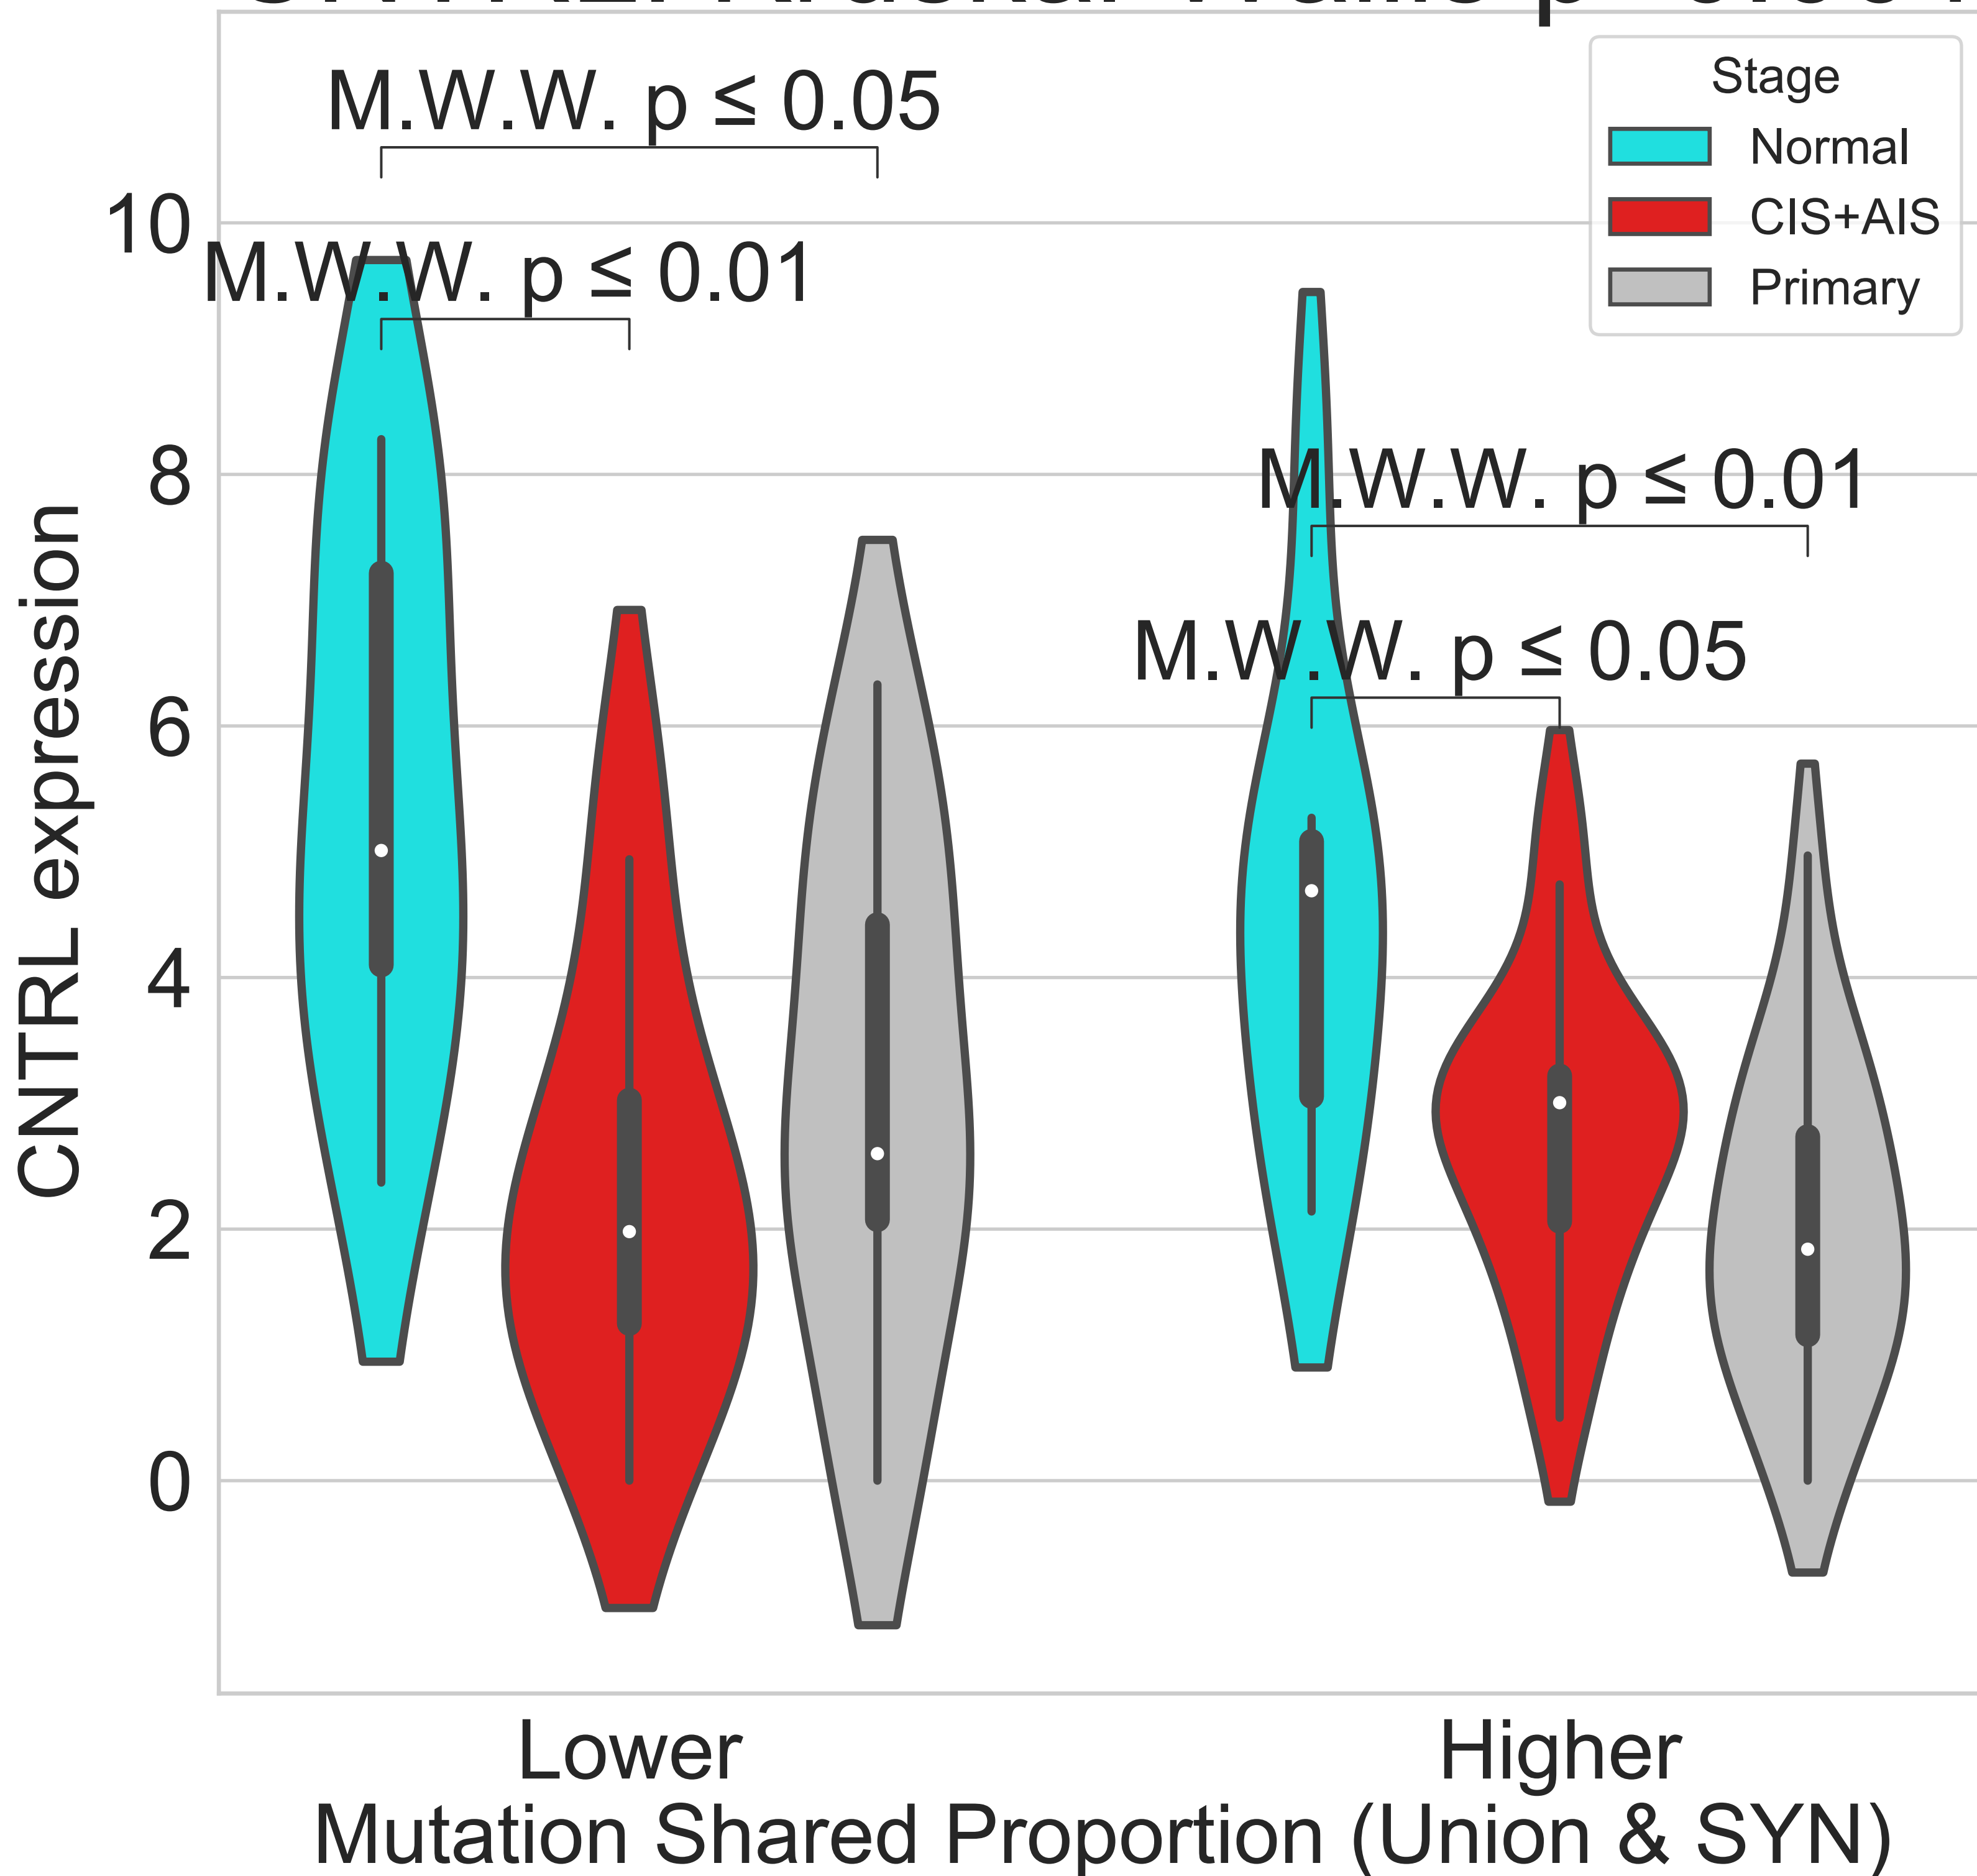 M.W.W. p ≤ 0.05
M.W.W. p ≤ 0.01
M.W.W. p ≤ 0.01
M.W.W. p ≤ 0.05
Stage
Normal
CIS+AIS
Primary
10
8
6
4
2
0
CNTRL expression
Lower
Higher
Mutation Shared Proportion (Union & SYN)